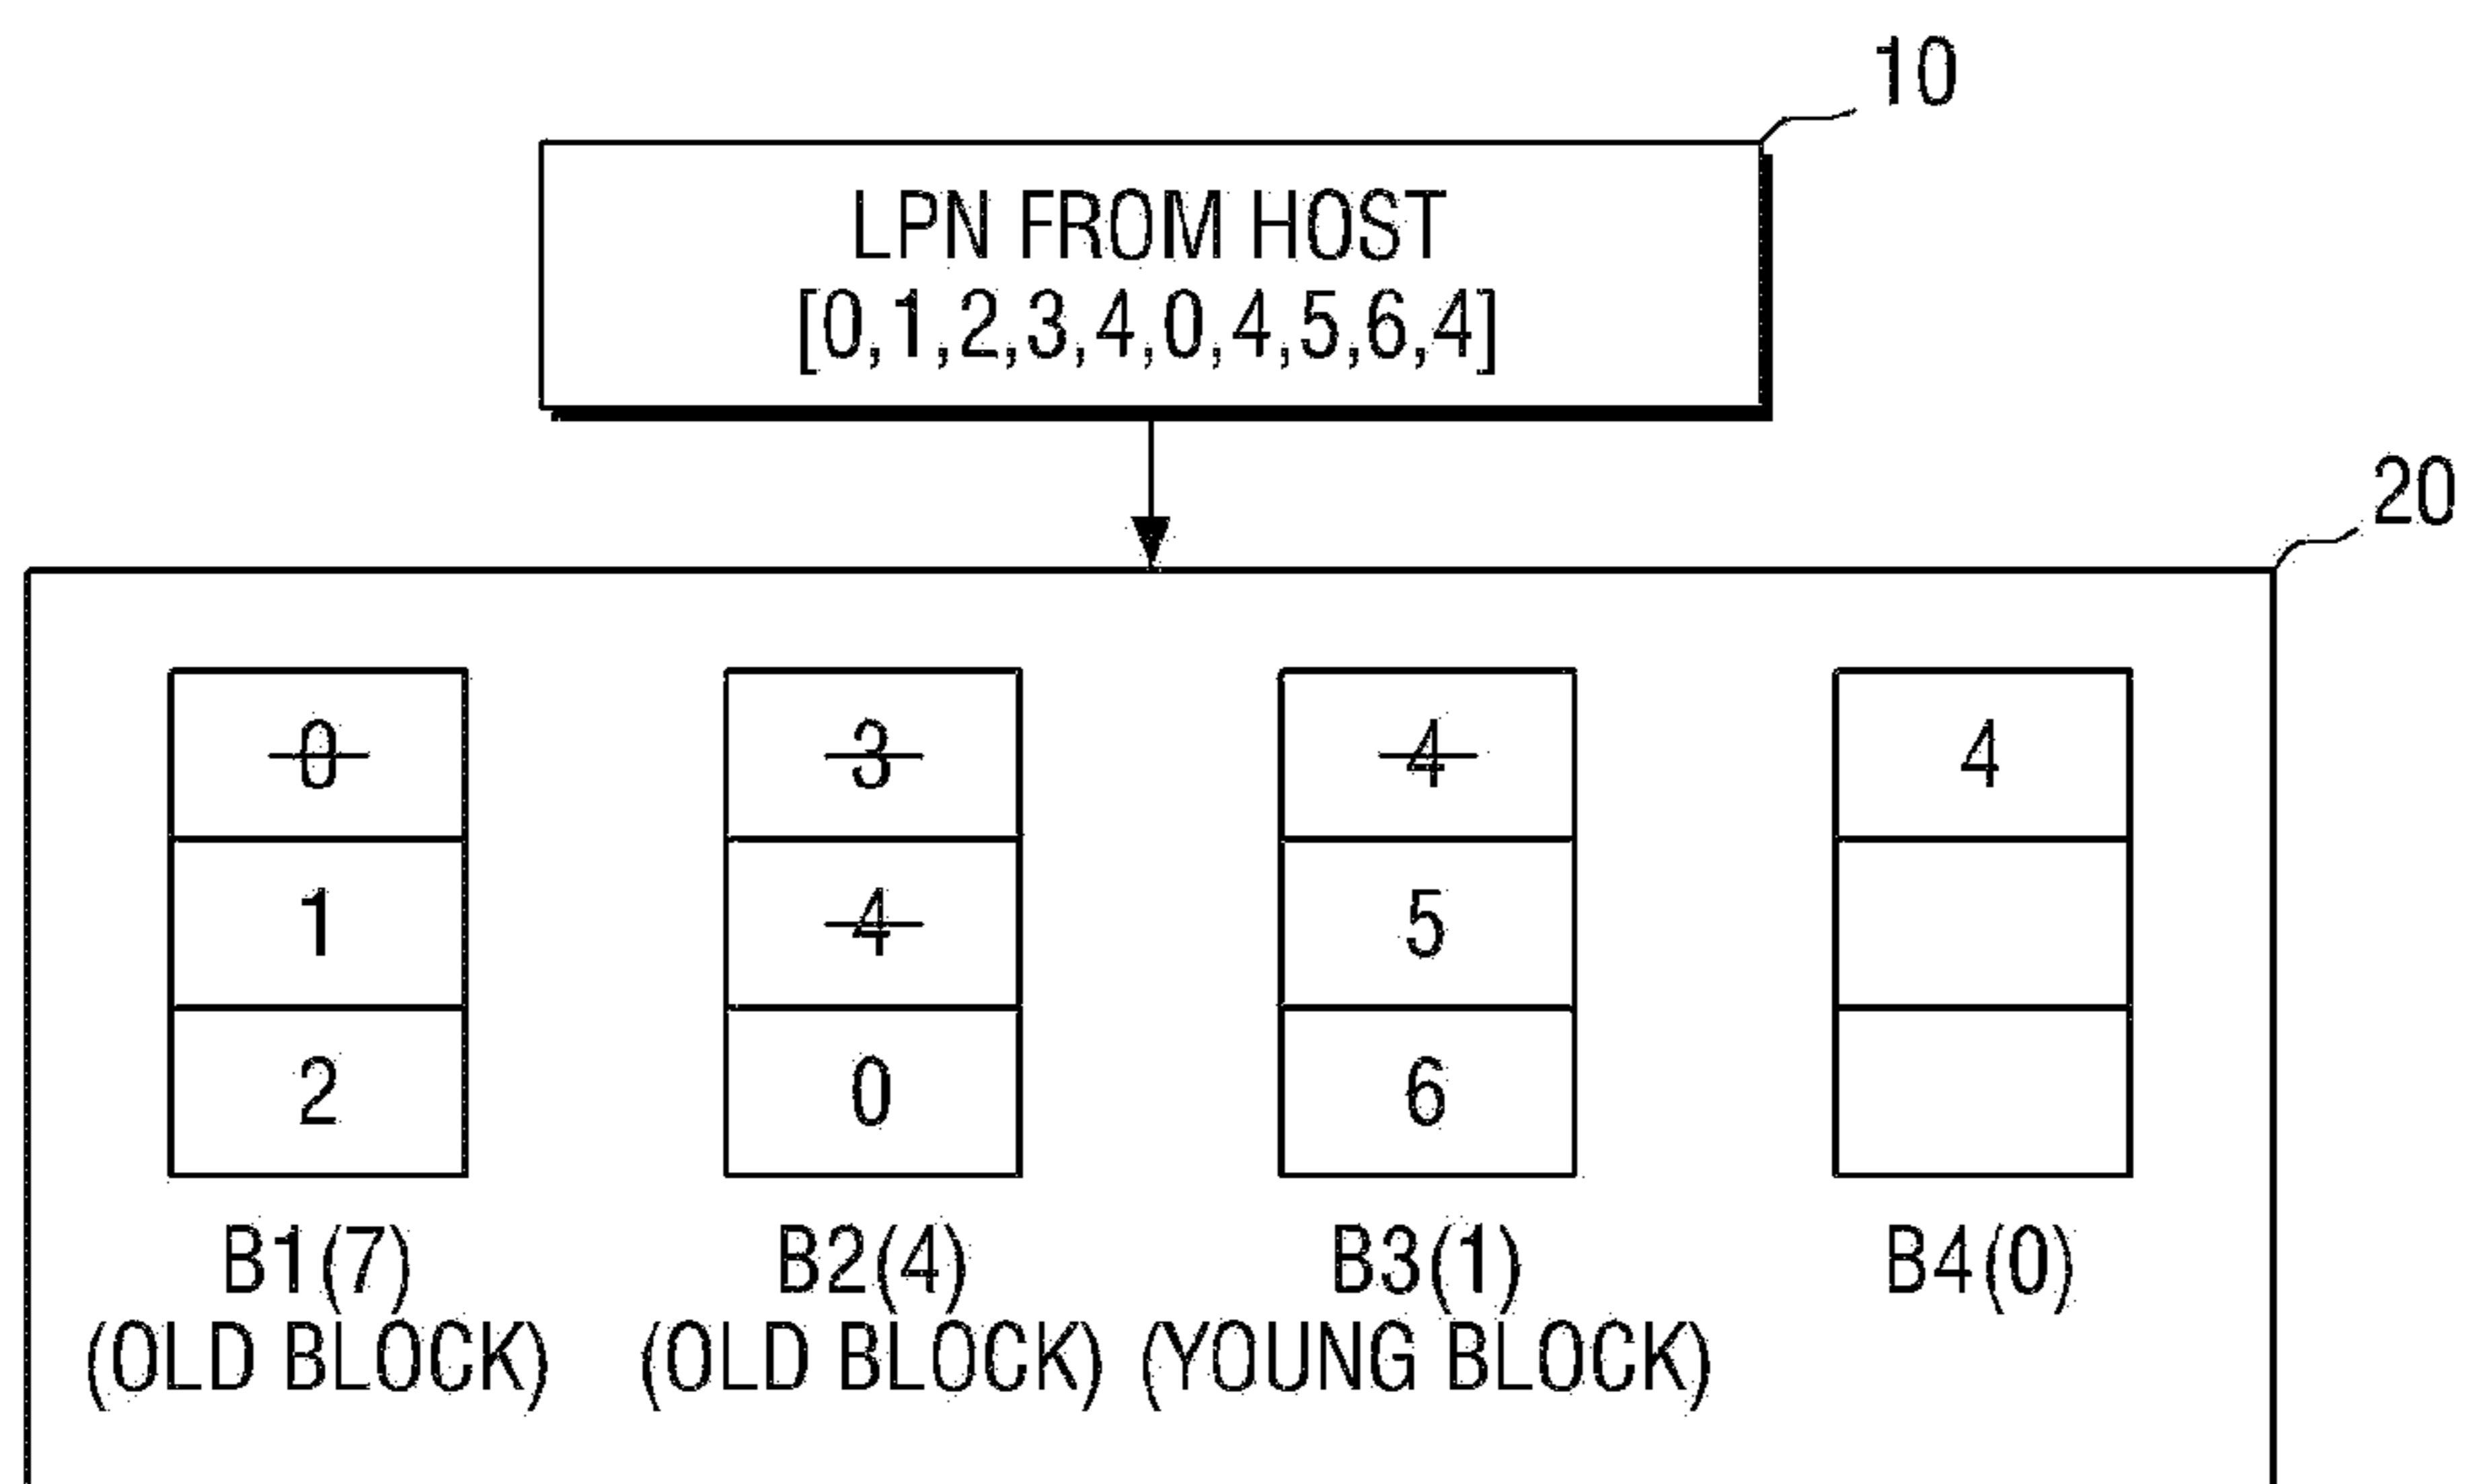 10
LPN FROM HOST
[0,1,2,3,4,0,4,5,6,4]
20
0 3 4 4
1 4 5
2 0 6
B1(7) B2(4) B3(1) B4(0)
(OLD BLOCK) (OLD BLOCK) (YOUNG BLOCK)